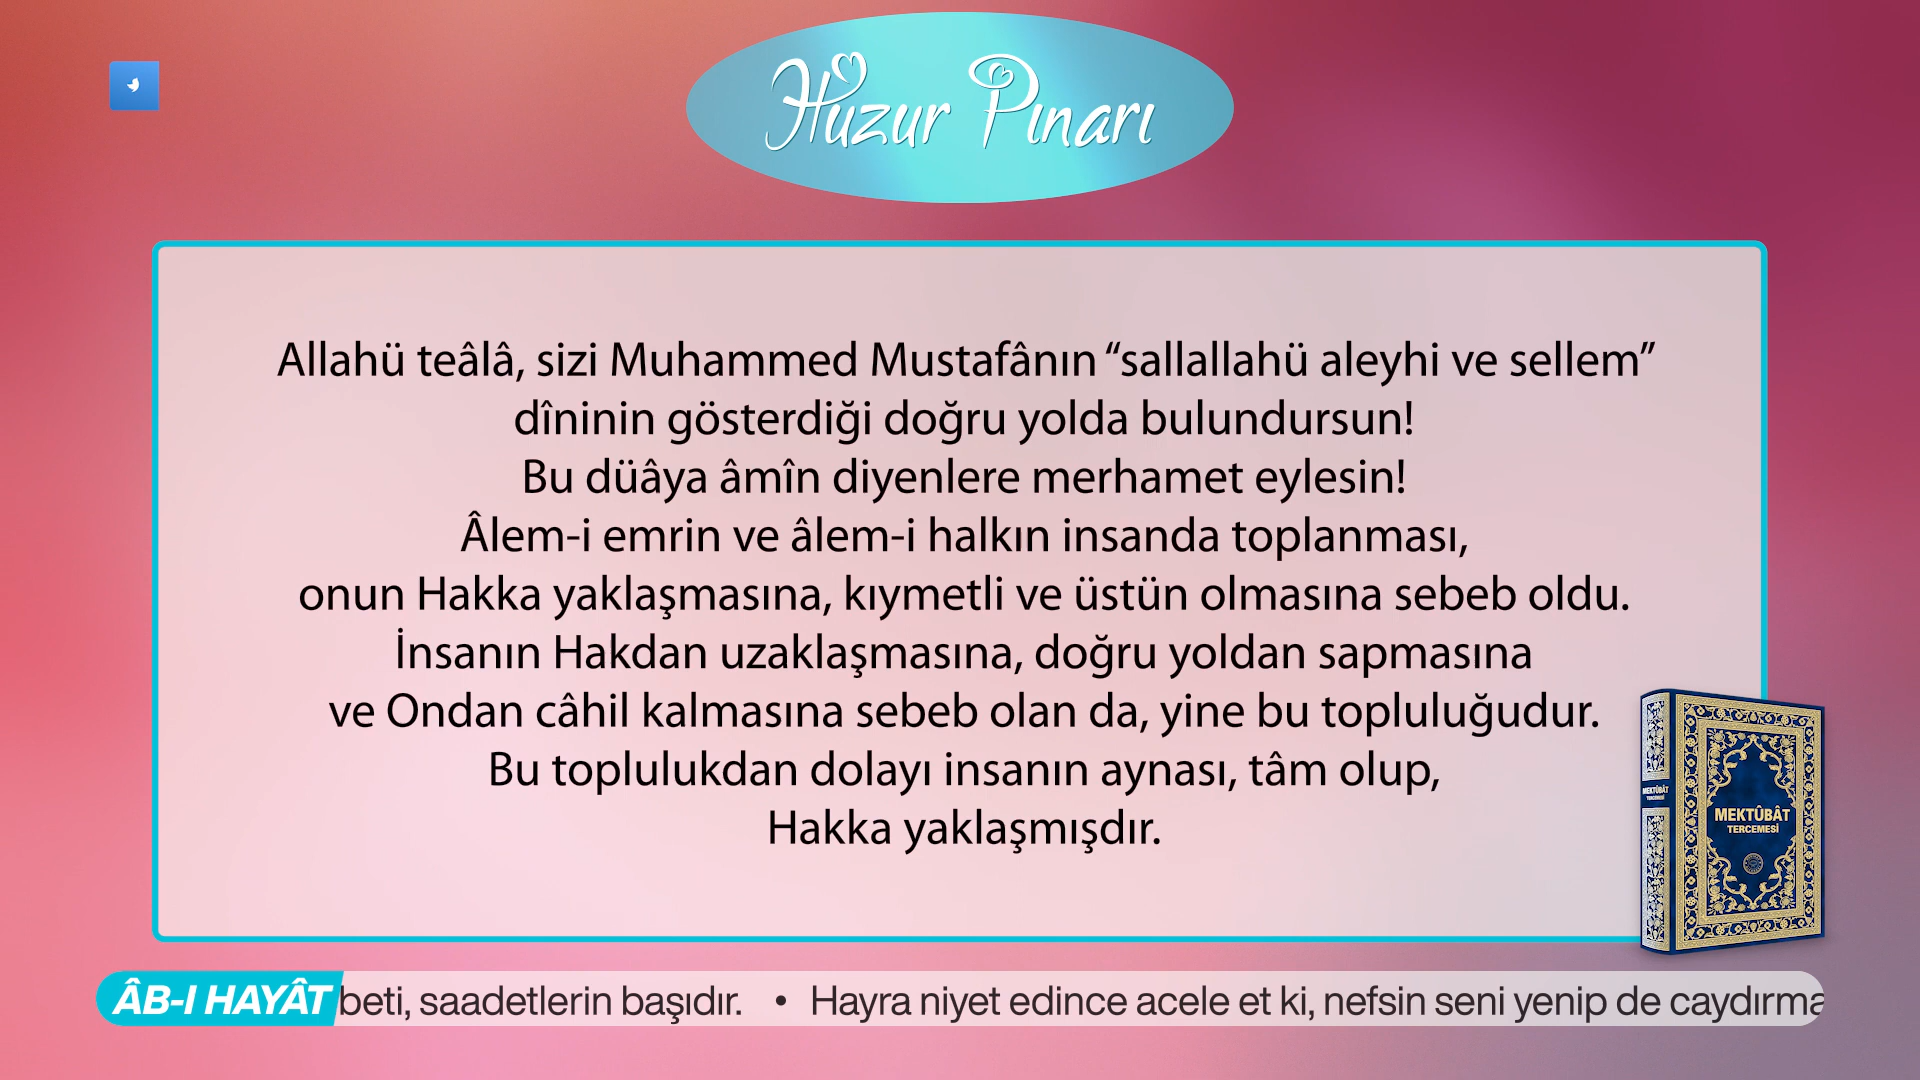 Huzur Pınarı
Allahü teâlâ, sizi Muhammed Mustafânın “sallallahü aleyhi ve sellem”
dîninin gösterdiği doğru yolda bulundursun!
Bu düâya âmîn diyenlere merhamet eylesin!
Âlem-i emrin ve âlem-i halkın insanda toplanması,
onun Hakka yaklaşmasına, kıymetli ve üstün olmasına sebeb oldu.
İnsanın Hakdan uzaklaşmasına, doğru yoldan sapmasına
ve Ondan câhil kalmasına sebeb olan da, yine bu topluluğudur.
Bu toplulukdan dolayı insanın aynası, tâm olup,
Hakka yaklaşmışdır.
MEKTÛBÂT
TERCEMESİ
MEKTÛBÂT
TERCEMESİ
ÂB-I HAYÂT beti, saadetlerin başıdır. • Hayra niyet edince acele et ki, nefsin seni yenip de caydırma